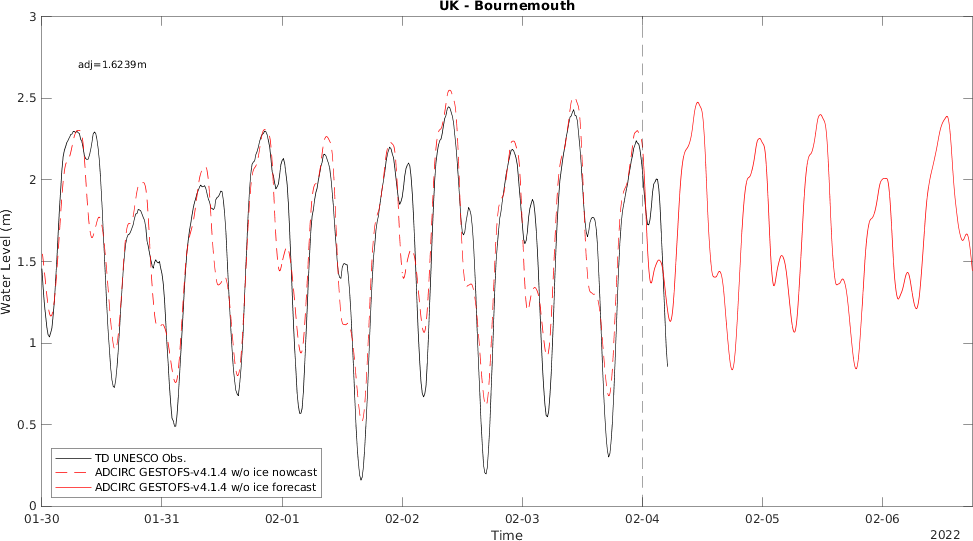 UK - Bournemouth
adj=1.6239m
3
2.5
2
1.5
1
0.5
0
Water Level (m)
TD UNESCO Obs.
ADCIRC GESTOFS-v4.1.4 w/o ice nowcast
ADCIRC GESTOFS-v4.1.4 w/o ice forecast
01-30 01-31 02-01 02-02 02-03 02-04 02-05 02-06
Time
2022